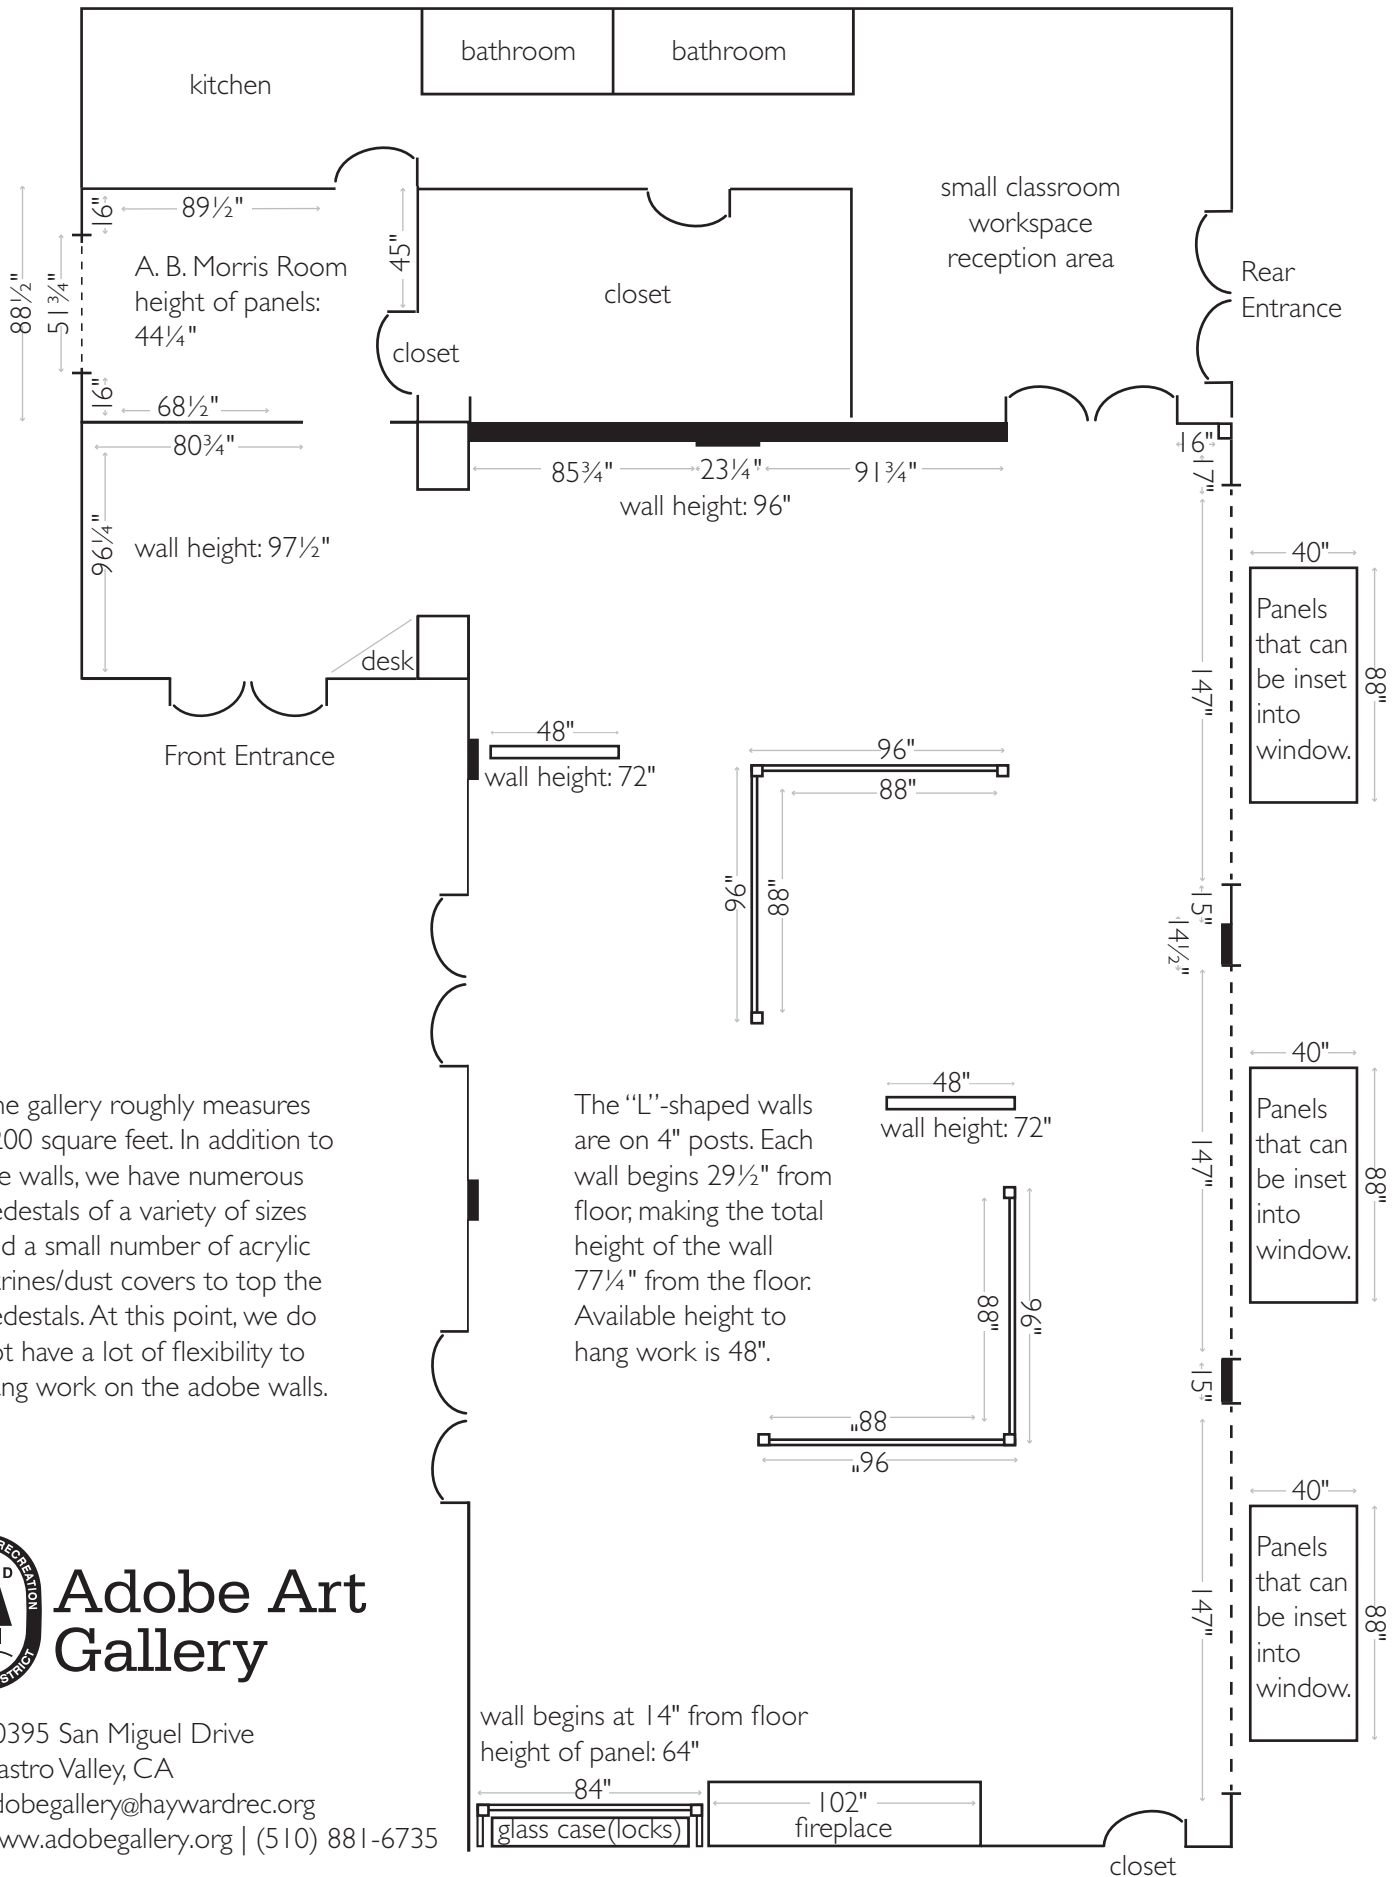 bathroom
bathroom
kitchen
small classroom
workspace
reception area
Rear
Entrance
16"
89½"
45"
A. B. Morris Room
height of panels:
44¼"
88½"
51¾"
closet
closet
16"
68½"
80¾"
96¼"
wall height: 97½"
85¾"
23¼"
91¾"
wall height: 96"
16"
17"
desk
Front Entrance
48"
wall height: 72"
96"
88"
96"
88"
147"
40"
Panels
that can
be inset
into
window.
88"
15"
14½"
147"
40"
Panels
that can
be inset
into
window.
88"
15"
147"
40"
Panels
that can
be inset
into
window.
88"
48"
wall height: 72"
88"
96"
88"
96"
The “L”-shaped walls
are on 4" posts. Each
wall begins 29½" from
floor, making the total
height of the wall
77¼" from the floor.
Available height to
hang work is 48".
gallery roughly measures
square feet. In addition to
walls, we have numerous
of a variety of sizes
a small number of acrylic
covers to top the
At this point, we do
have a lot of flexibility to
work on the adobe walls.
RECREATION
Adobe Art
Gallery
0395 San Miguel Drive
Valley, CA
dobegallery@haywardrec.org
ww.adobegallery.org | (510) 881-6735
wall begins at 14" from floor
height of panel: 64"
84"
glass case(locks)
102"
fireplace
closet